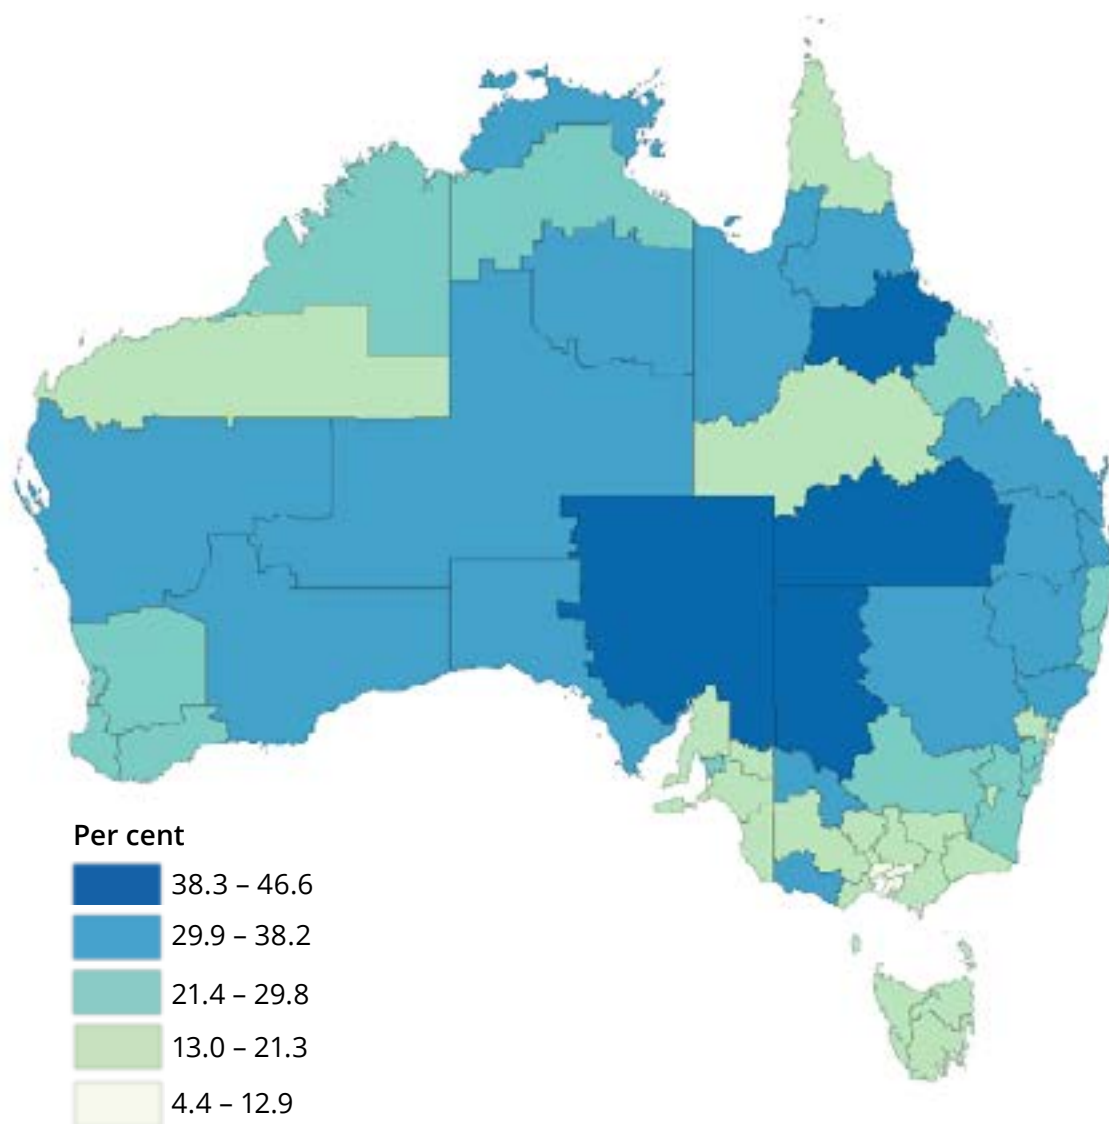 Per cent
38.3 – 46.6
29.9 – 38.2
21.4 – 29.8
13.0 – 21.3
4.4 – 12.9